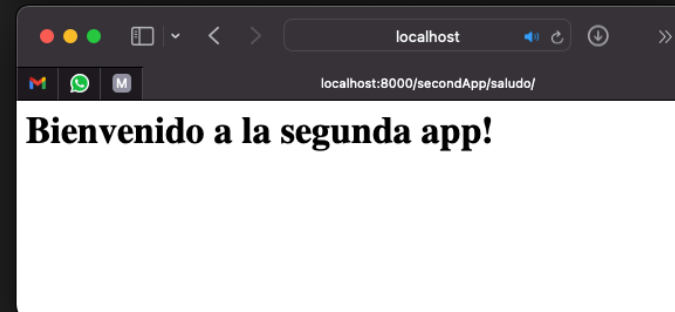 localhost
M
localhost:8000/secondApp/saludo/
Bienvenido a la segunda app!